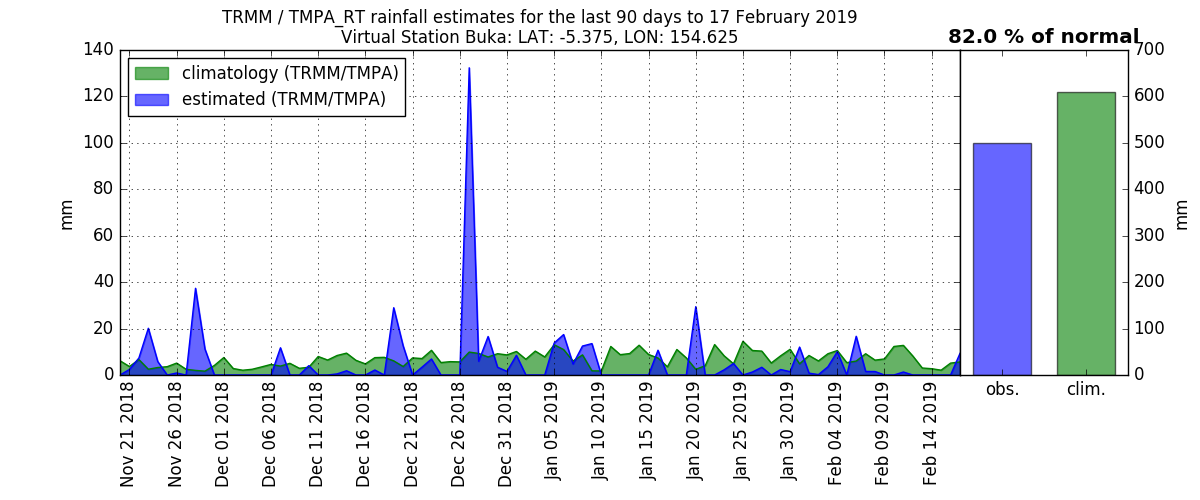 TRMM / TMPA_RT rainfall estimates for the last 90 days to 17 February 2019
Virtual Station Buka: LAT: -5.375, LON: 154.625
82.0 % of normal
climatology (TRMM/TMPA)
estimated (TRMM/TMPA)
140
120
100
80
60
40
20
0
mm
Nov 21 2018
Nov 26 2018
Dec 01 2018
Dec 06 2018
Dec 11 2018
Dec 16 2018
Dec 21 2018
Dec 26 2018
Dec 31 2018
Jan 05 2019
Jan 10 2019
Jan 15 2019
Jan 20 2019
Jan 25 2019
Jan 30 2019
Feb 04 2019
Feb 09 2019
Feb 14 2019
700
600
500
400
300
200
100
0
mm
obs.
clim.